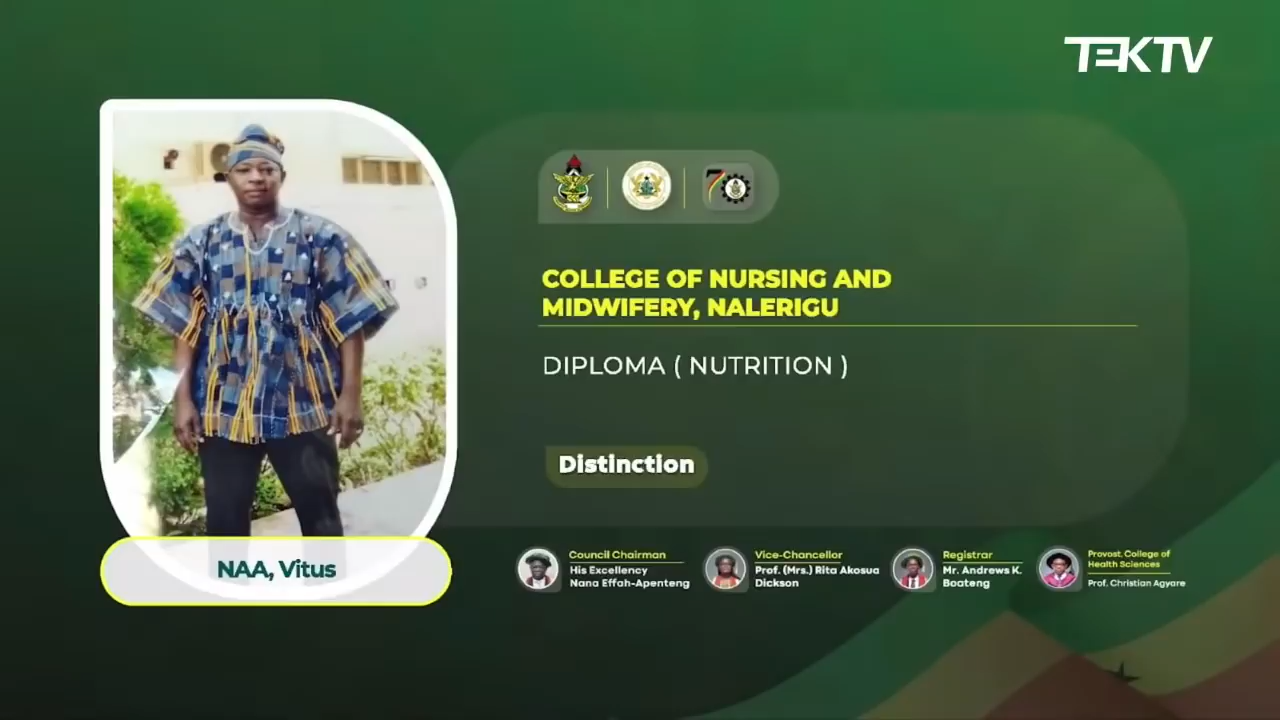 TEKTV
COLLEGE OF NURSING AND
MIDWIFERY, NALERIGU
DIPLOMA ( NUTRITION )
Distinction
NAA, Vitus
Council Chairman
His Excellency
Nana Effah-Apenteng
Vice-Chancellor
Prof. (Mrs.) Rita Akosua
Dickson
Registrar
Mr. Andrews K.
Boateng
Provost, College of
Health Sciences
Prof. Christian Agyare